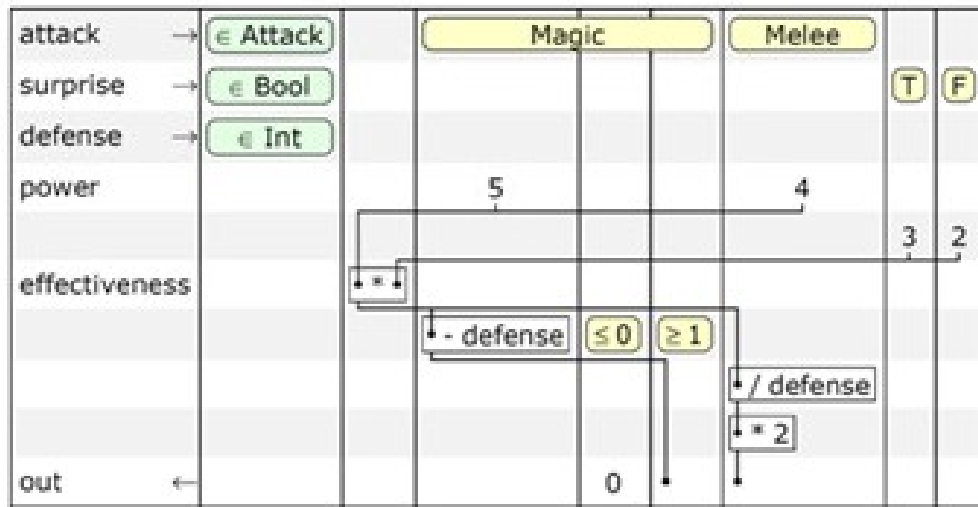 attack → ∈ Attack Magic Melee
surprise → ∈ Bool T F
defense → ∈ Int
power 5 4
3 2
effectiveness *
- defense ≤ 0 ≥ 1
/ defense
* 2
out ← 0